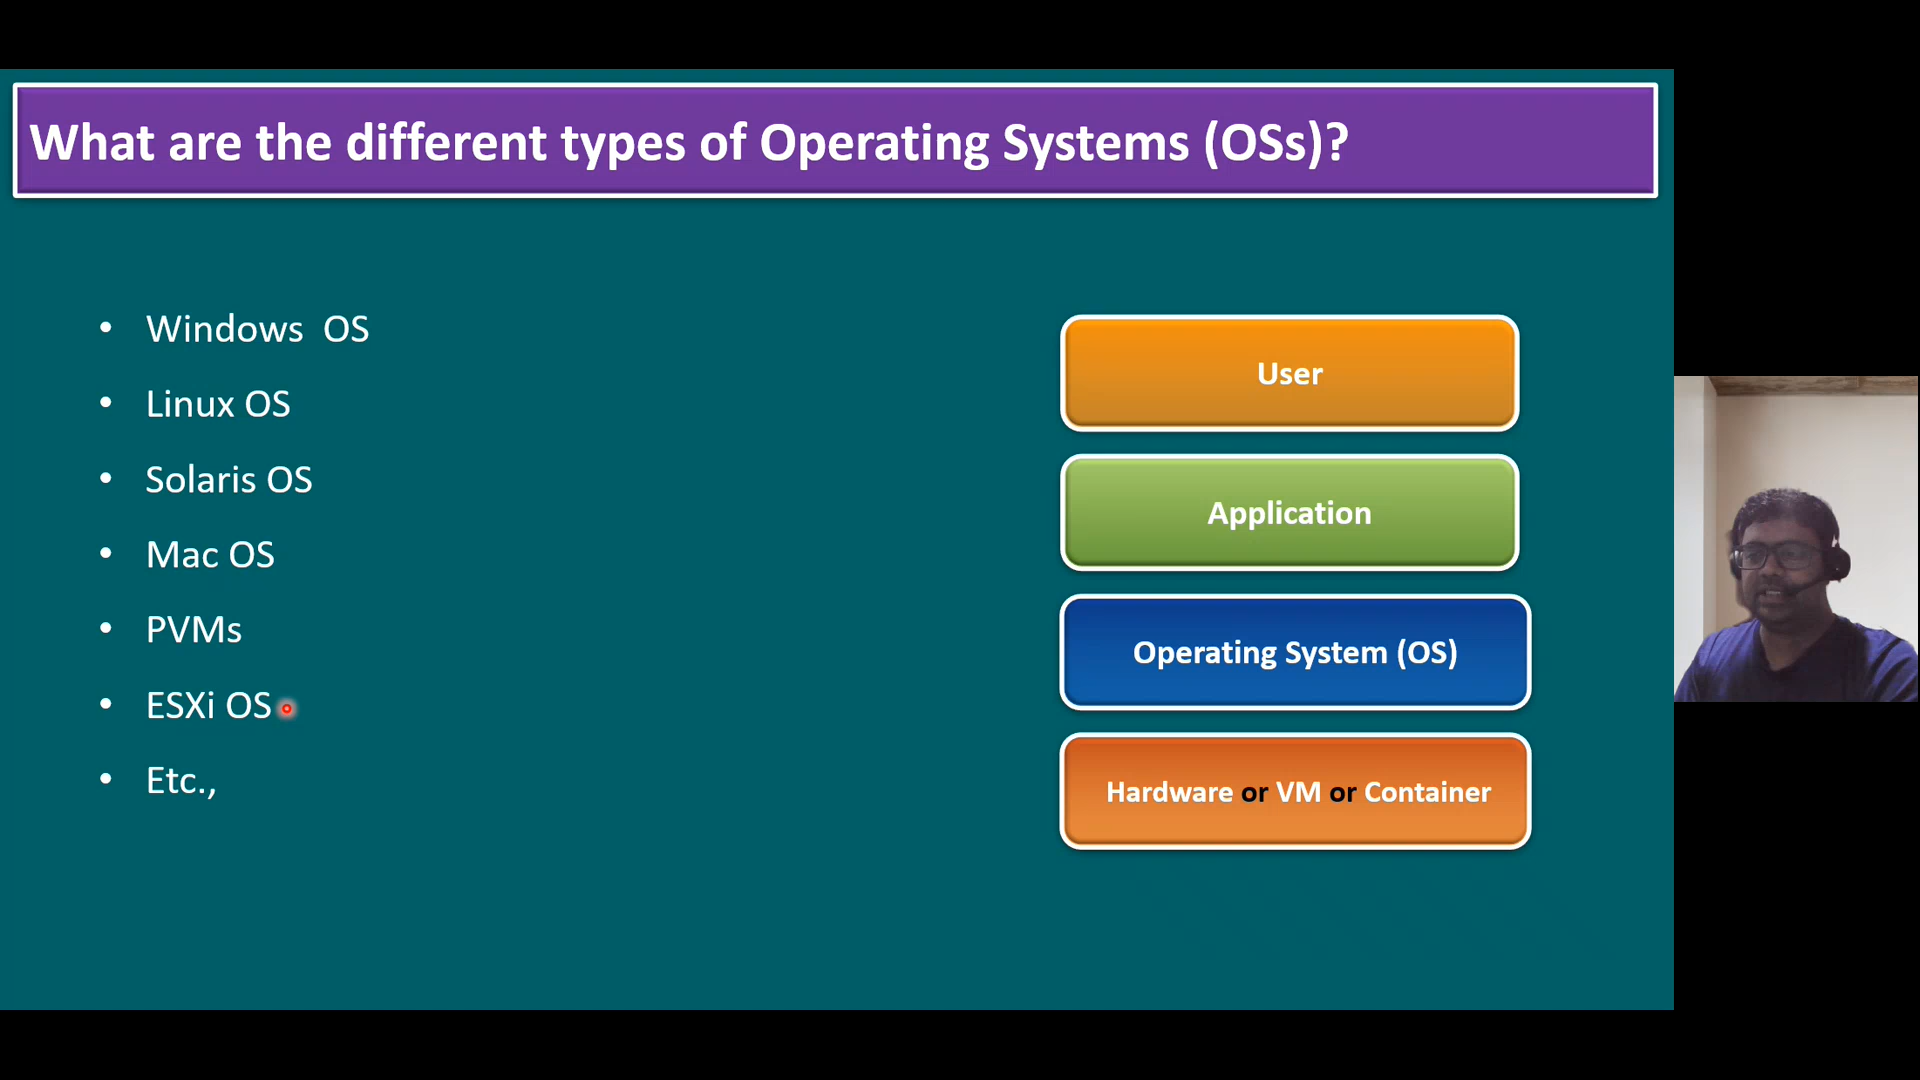 What are the different types of Operating Systems (OSs)?
• Windows  OS
• Linux OS
• Solaris OS
• Mac OS
• PVMs
• ESXi OS
• Etc.,
User
Application
Operating System (OS)
Hardware or VM or Container